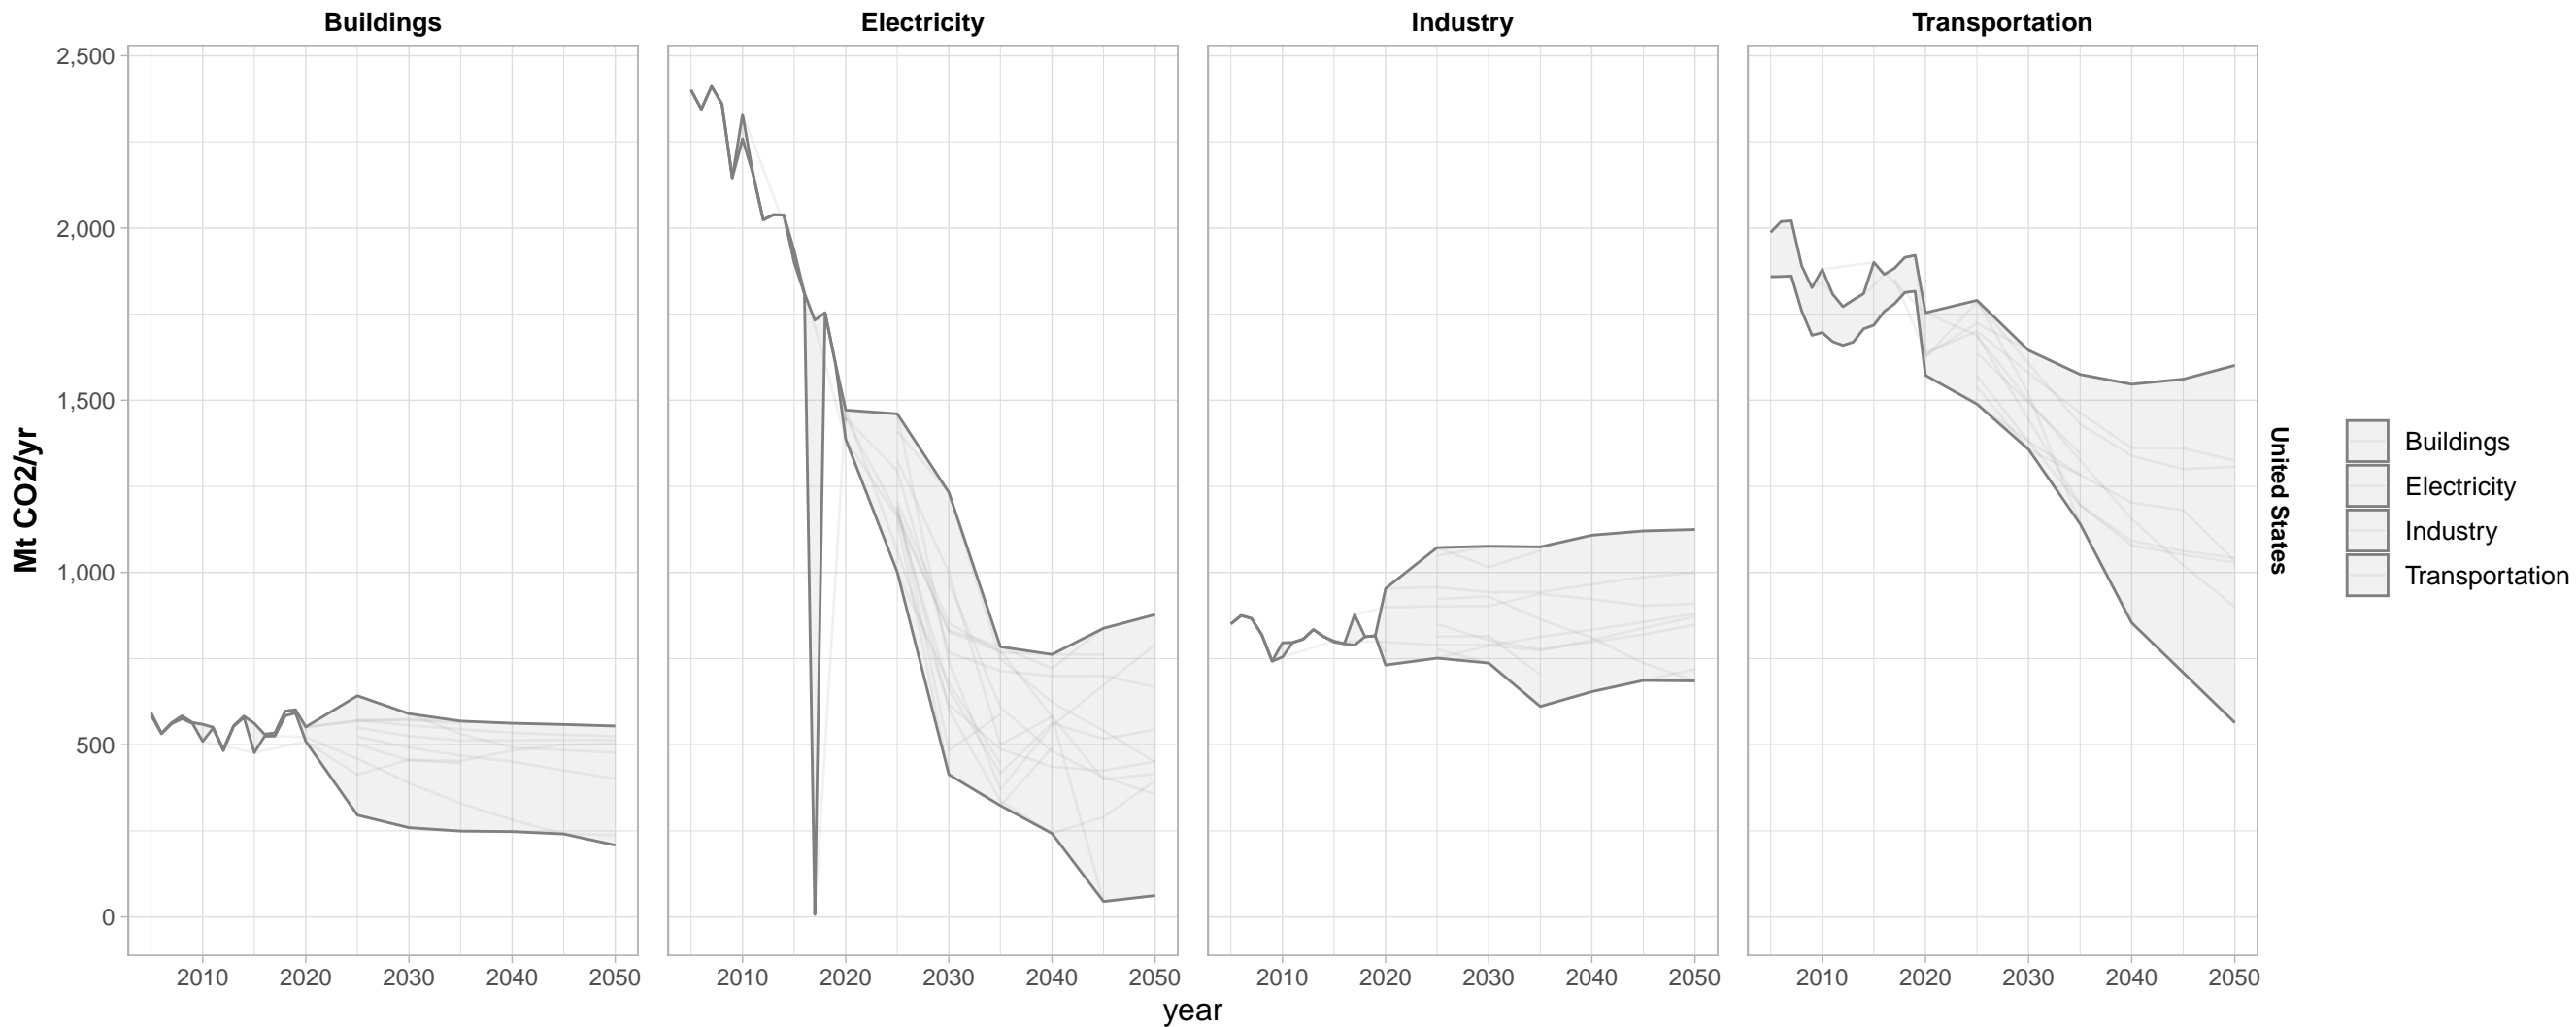 Buildings
Electricity
Industry
Transportation
2,500
2,000
1,500
1,000
500
0
Mt CO2/yr
2010 2020 2030 2040 2050
2010 2020 2030 2040 2050
2010 2020 2030 2040 2050
2010 2020 2030 2040 2050
year
United States
Buildings
Electricity
Industry
Transportation